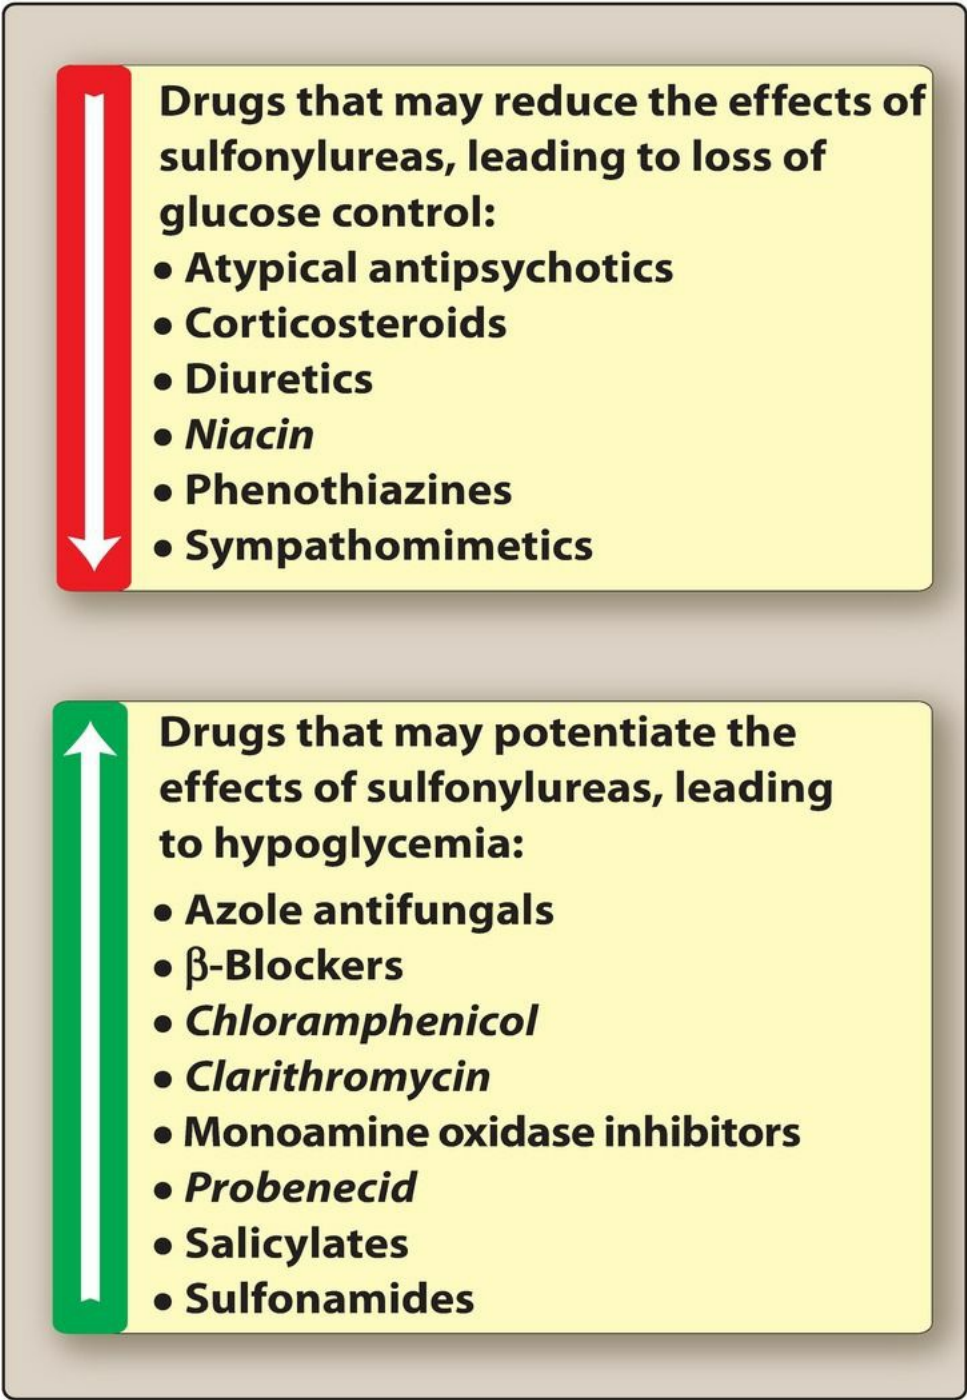 Drugs that may reduce the effects of
sulfonylureas, leading to loss of
glucose control:
• Atypical antipsychotics
• Corticosteroids
• Diuretics
• Niacin
• Phenothiazines
• Sympathomimetics
Drugs that may potentiate the
effects of sulfonylureas, leading
to hypoglycemia:
• Azole antifungals
• β-Blockers
• Chloramphenicol
• Clarithromycin
• Monoamine oxidase inhibitors
• Probenecid
• Salicylates
• Sulfonamides